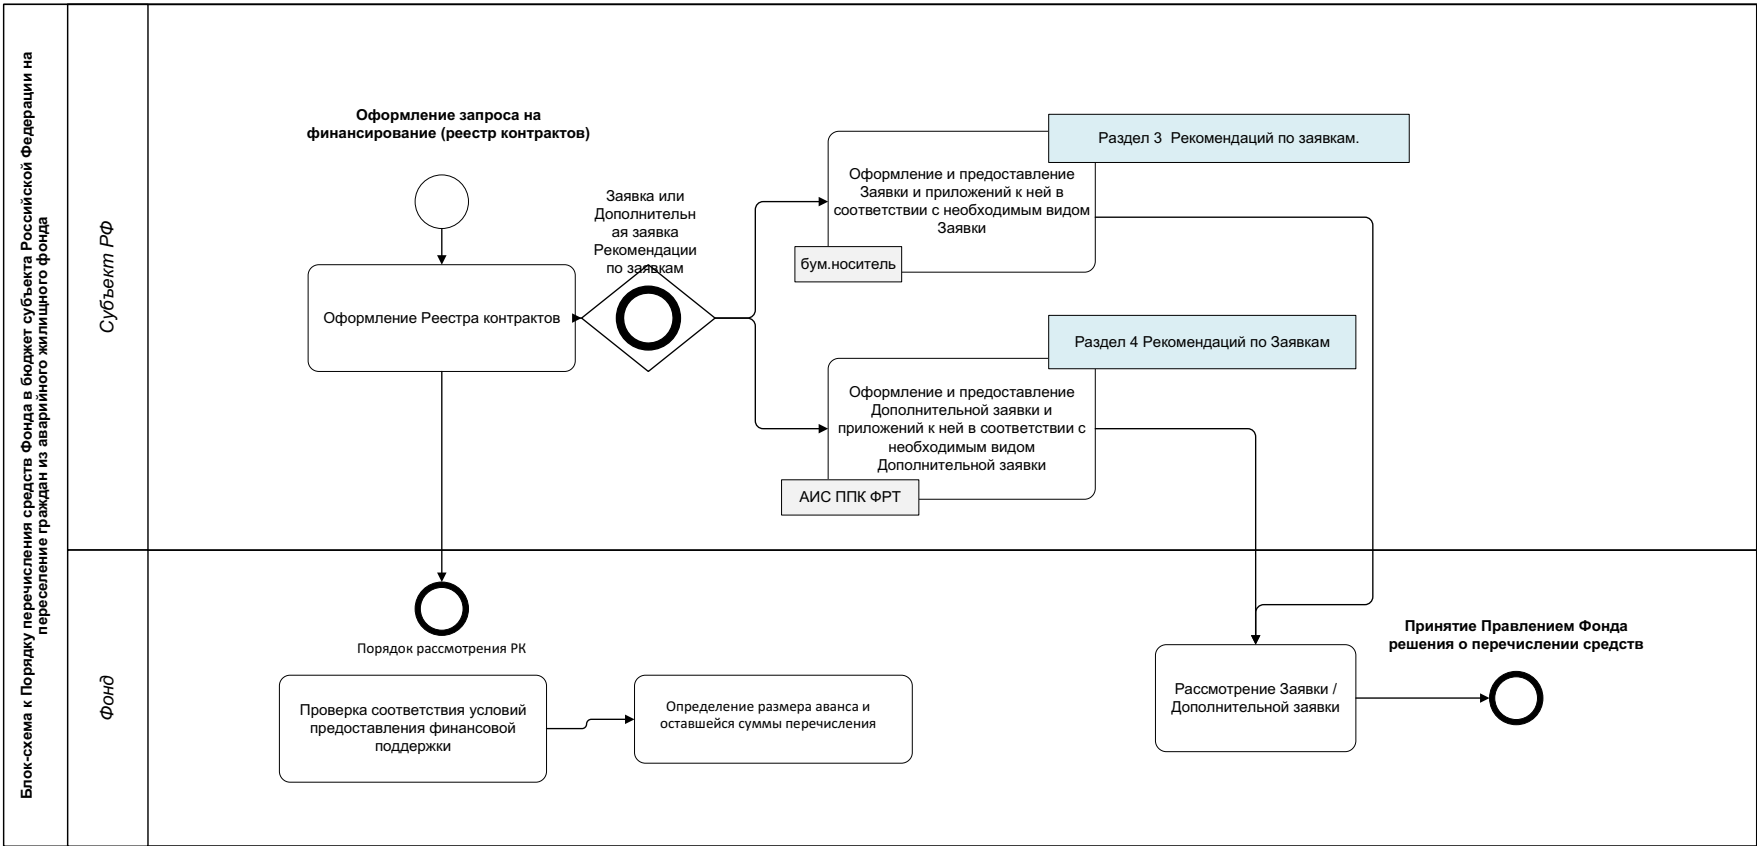 Блок-схема к Порядку перечисления средств Фонда в бюджет субъекта Российской Федерации на
переселение граждан из аварийного жилищного фонда
Субъект РФ
Оформление запроса на
финансирование (реестр контрактов)
Оформление Реестра контрактов
Заявка или
Дополнительн
ая заявка
Рекомендации
по заявкам
Раздел 3 Рекомендаций по заявкам.
Оформление и предоставление
Заявки и приложений к ней в
соответствии с необходимым видом
Заявки
бум.носитель
Раздел 4 Рекомендаций по Заявкам
Оформление и предоставление
Дополнительной заявки и
приложений к ней в соответствии с
необходимым видом
Дополнительной заявки
АИС ППК ФРТ
Фонд
Порядок рассмотрения РК
Проверка соответствия условий
предоставления финансовой
поддержки
Определение размера аванса и
оставшейся суммы перечисления
Рассмотрение Заявки /
Дополнительной заявки
Принятие Правлением Фонда
решения о перечислении средств